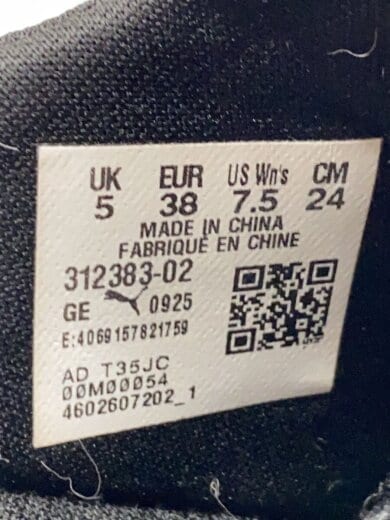 UK EUR US Wn's CM
5 38 7.5 24
MADE IN CHINA
FABRIQUÉ EN CHINE
312383-02
GE 0925
E:4069157821759
AD T35JC
00M00054
4602607202_1